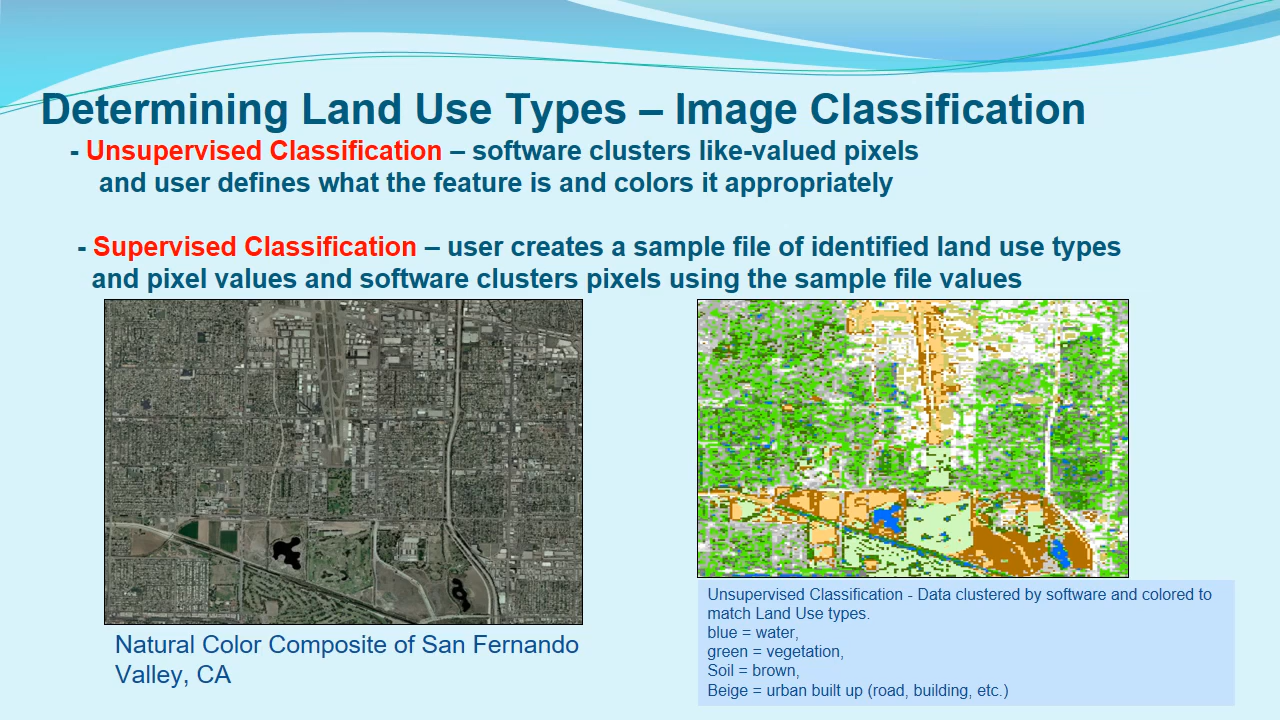 Determining Land Use Types – Image Classification
- Unsupervised Classification – software clusters like-valued pixels
and user defines what the feature is and colors it appropriately
- Supervised Classification – user creates a sample file of identified land use types
and pixel values and software clusters pixels using the sample file values
Natural Color Composite of San Fernando
Valley, CA
Unsupervised Classification - Data clustered by software and colored to
match Land Use types.
blue = water,
green = vegetation,
Soil = brown,
Beige = urban built up (road, building, etc.)